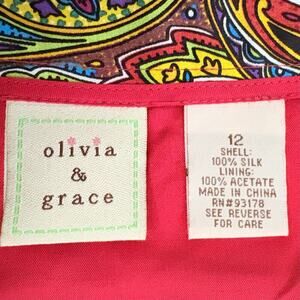 olivia
&
grace
12
SHELL:
100% SILK
LINING:
100% ACETATE
MADE IN CHINA
RN#93178
SEE REVERSE
FOR CARE